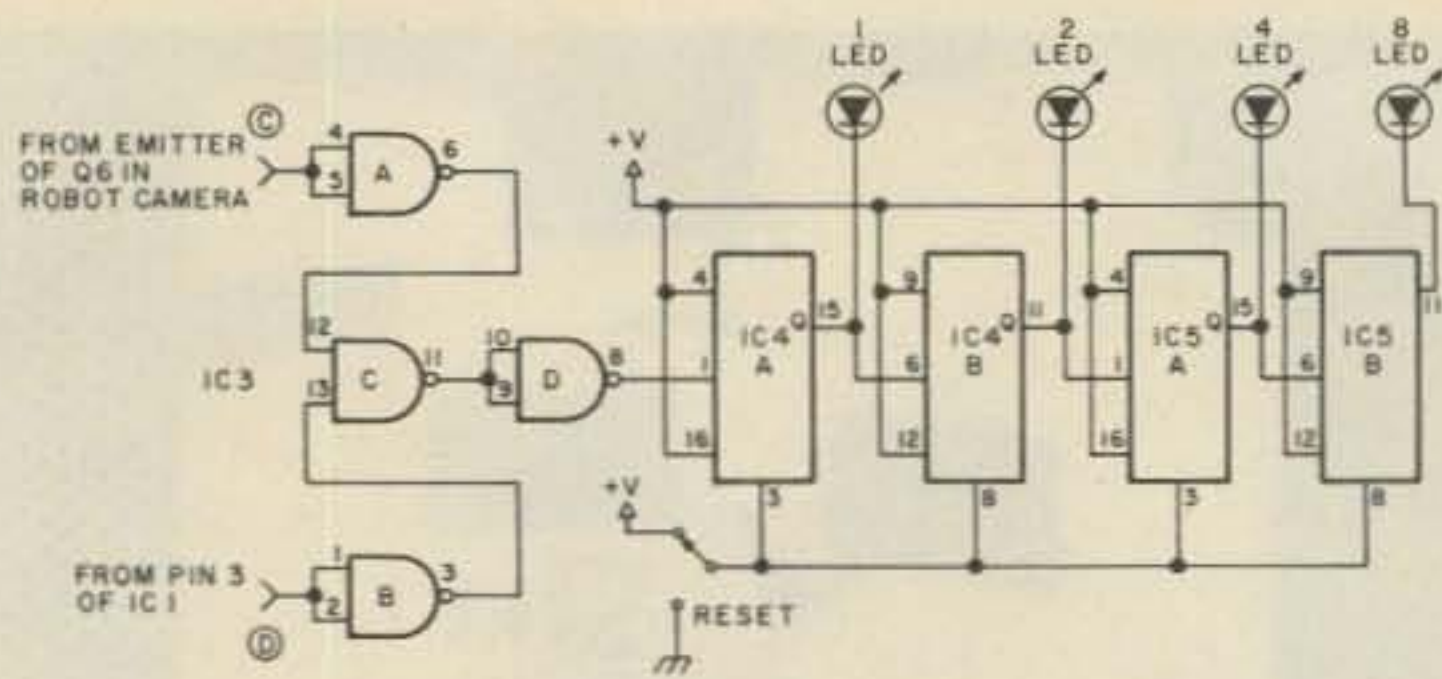 1
LED
2
LED
4
LED
8
LED
C
FROM EMITTER
OF Q6 IN
ROBOT CAMERA
4
5
A
6
+V
4
1
16
IC4
A
Q
15
3
9
6
12
IC4
B
Q
11
8
4
1
16
IC5
A
Q
15
3
9
6
12
IC5
B
11
8
IC3
12
13
C
11
10
9
D
8
+V
RESET
FROM PIN 3
OF IC1
D
1
2
B
3